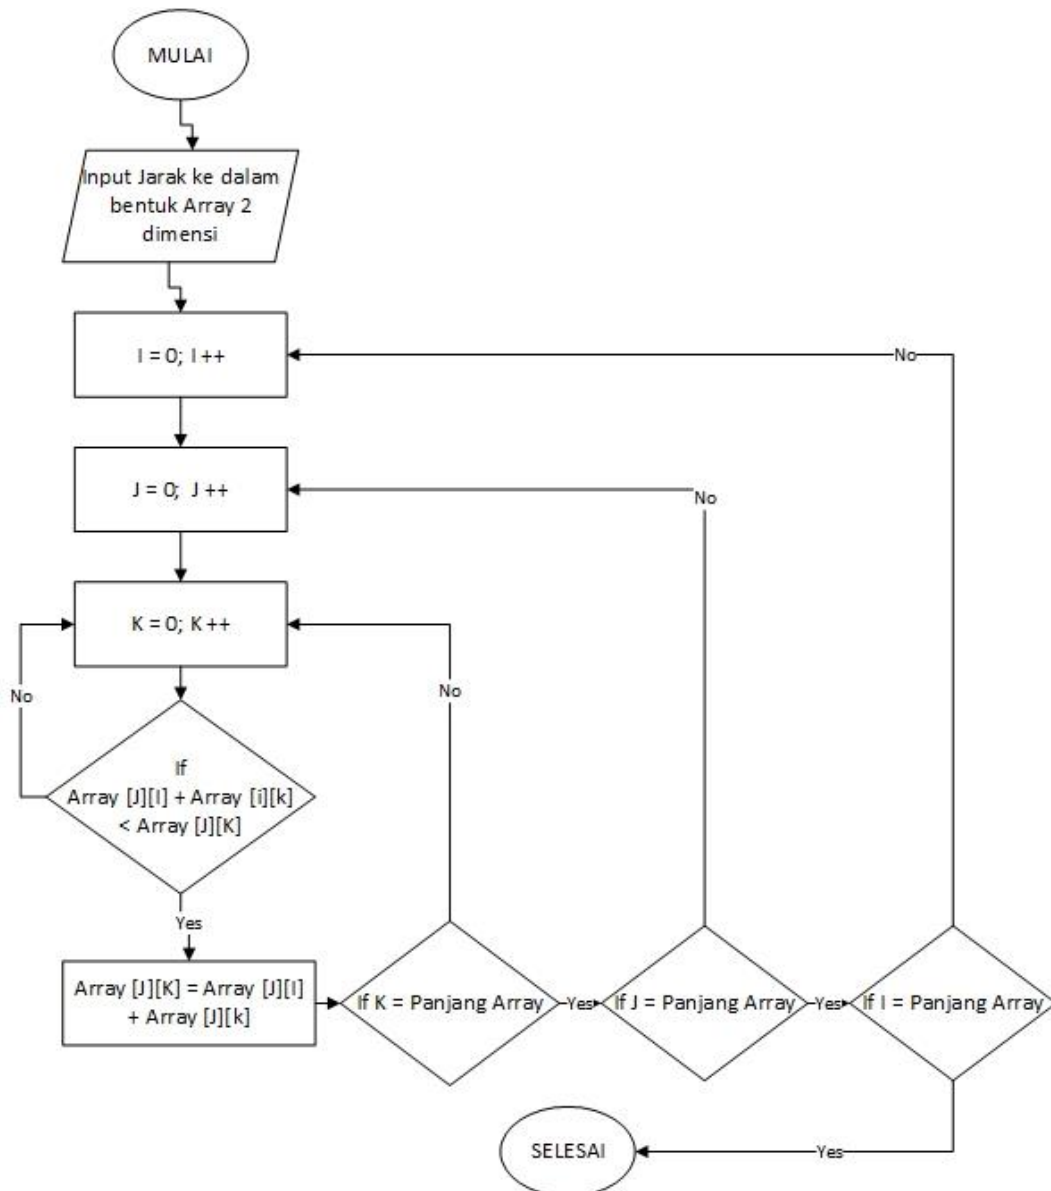 MULAI
Input Jarak ke dalam
bentuk Array 2
dimensi
I = 0; I ++
No
J = 0; J ++
No
K = 0; K ++
No
No
If
Array [J][I] + Array [i][k]
< Array [J][K]
Yes
Array [J][K] = Array [J][I]
+ Array [J][k]
If K = Panjang Array
Yes
If J = Panjang Array
Yes
If I = Panjang Array
SELESAI
Yes